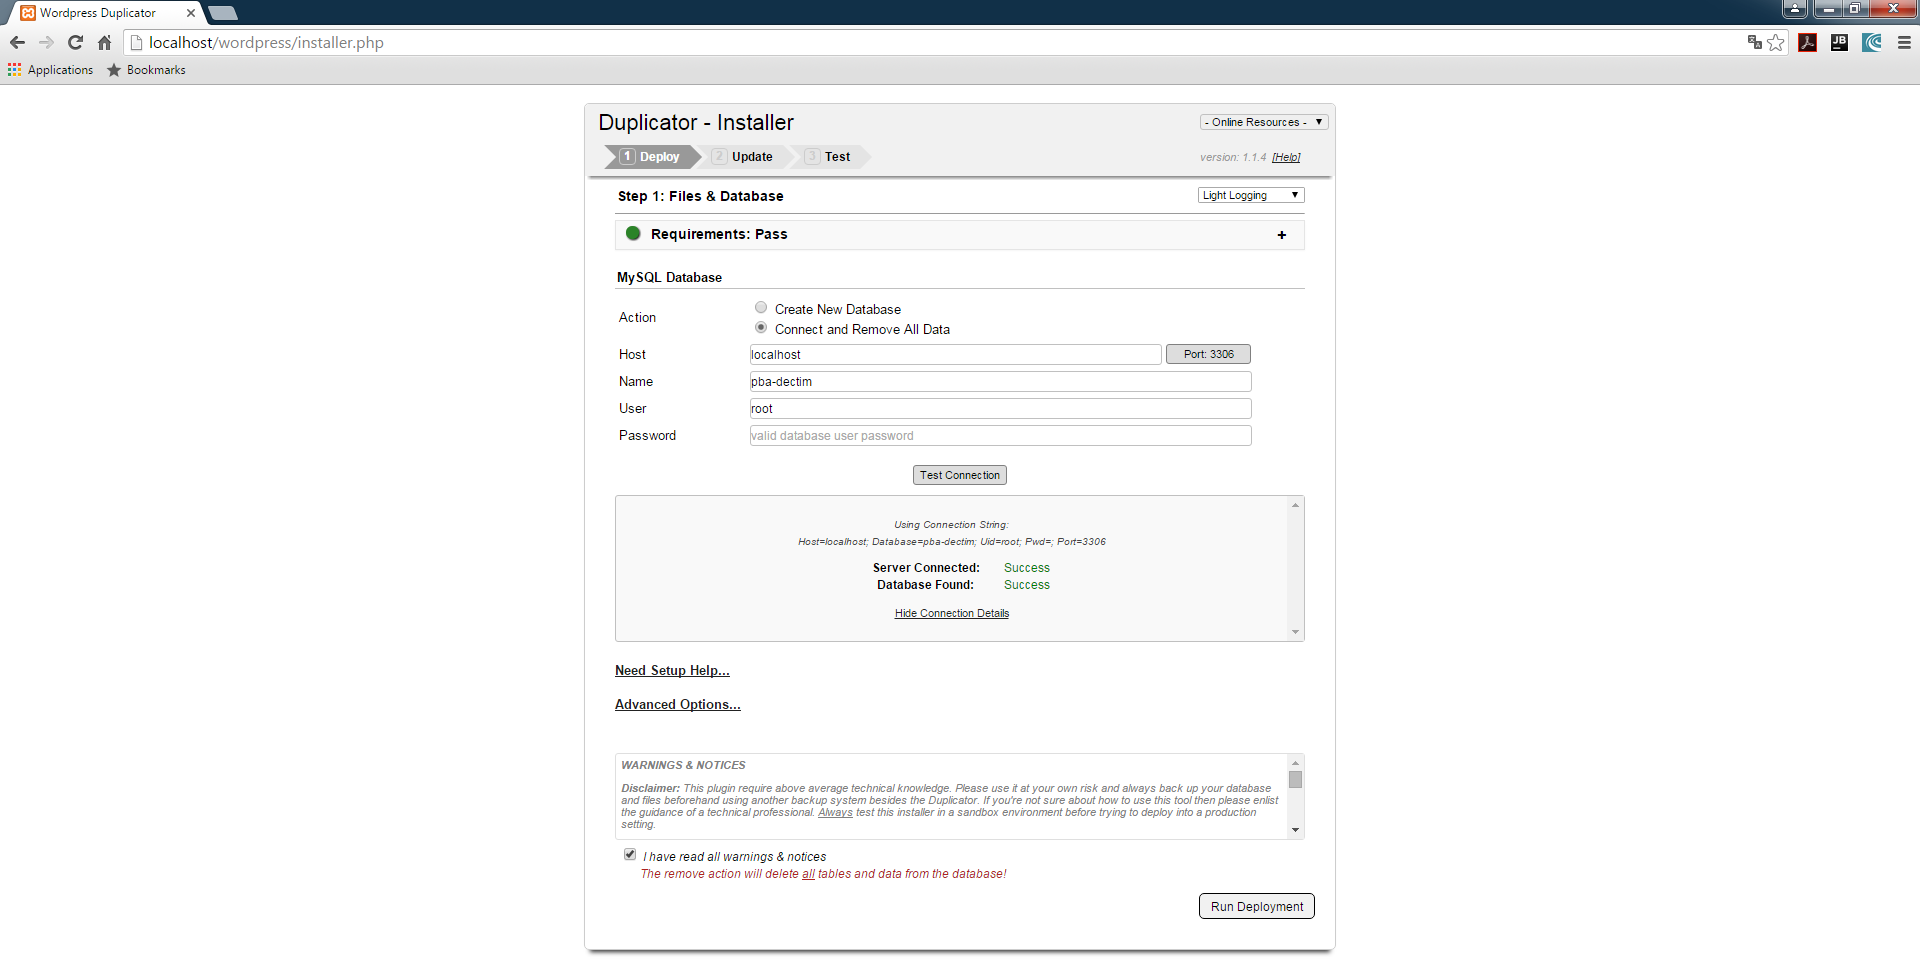 Wordpress Duplicator
localhost/wordpress/installer.php
JB
Applications
Bookmarks
Duplicator - Installer
- Online Resources -
1 Deploy
2 Update
3 Test
version: 1.1.4 [Help]
Step 1: Files & Database
Light Logging
Requirements: Pass
+
MySQL Database
Action
Create New Database
Connect and Remove All Data
Host
localhost
Port: 3306
Name
pba-dectim
User
root
Password
valid database user password
Test Connection
Using Connection String:
Host=localhost; Database=pba-dectim; Uid=root; Pwd=; Port=3306
Server Connected: Success
Database Found: Success
Hide Connection Details
Need Setup Help...
Advanced Options...
WARNINGS & NOTICES
Disclaimer: This plugin require above average technical knowledge. Please use it at your own risk and always back up your database
and files beforehand using another backup system besides the Duplicator. If you're not sure about how to use this tool then please enlist
the guidance of a technical professional. Always test this installer in a sandbox environment before trying to deploy into a production
setting.
I have read all warnings & notices
The remove action will delete all tables and data from the database!
Run Deployment